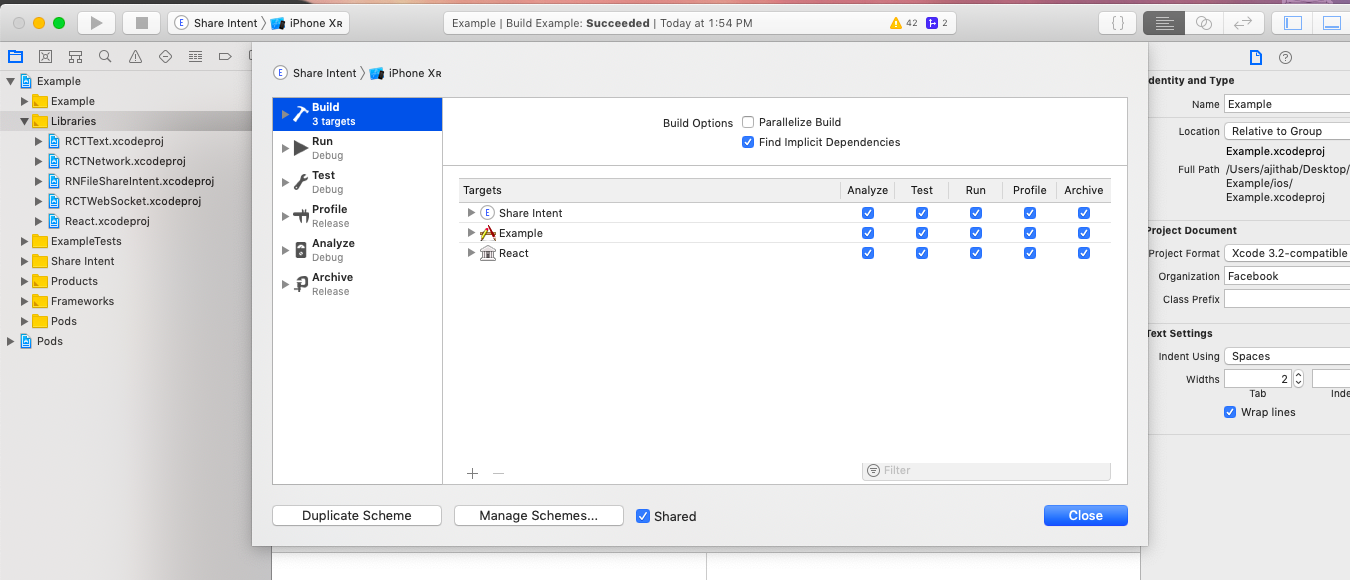 Share Intent 〉 iPhone XR
Example | Build Example: Succeeded | Today at 1:54 PM
42
2
{ }
Example
Example
Libraries
RCTText.xcodeproj
RCTNetwork.xcodeproj
RNFileShareIntent.xcodeproj
RCTWebSocket.xcodeproj
React.xcodeproj
ExampleTests
Share Intent
Products
Frameworks
Pods
Pods
E Share Intent 〉 iPhone XR
Build
3 targets
Run
Debug
Test
Debug
Profile
Release
Analyze
Debug
Archive
Release
Build Options Parallelize Build
Find Implicit Dependencies
Targets Analyze Test Run Profile Archive
E Share Intent
Example
React
Filter
Duplicate Scheme Manage Schemes... Shared Close
dentity and Type
Name Example
Location Relative to Group
Example.xcodeproj
Full Path /Users/ajithab/Desktop/
Example/ios/
Example.xcodeproj
Project Document
Project Format Xcode 3.2-compatible
Organization Facebook
Class Prefix
Text Settings
Indent Using Spaces
Widths 2
Tab Inde
Wrap lines